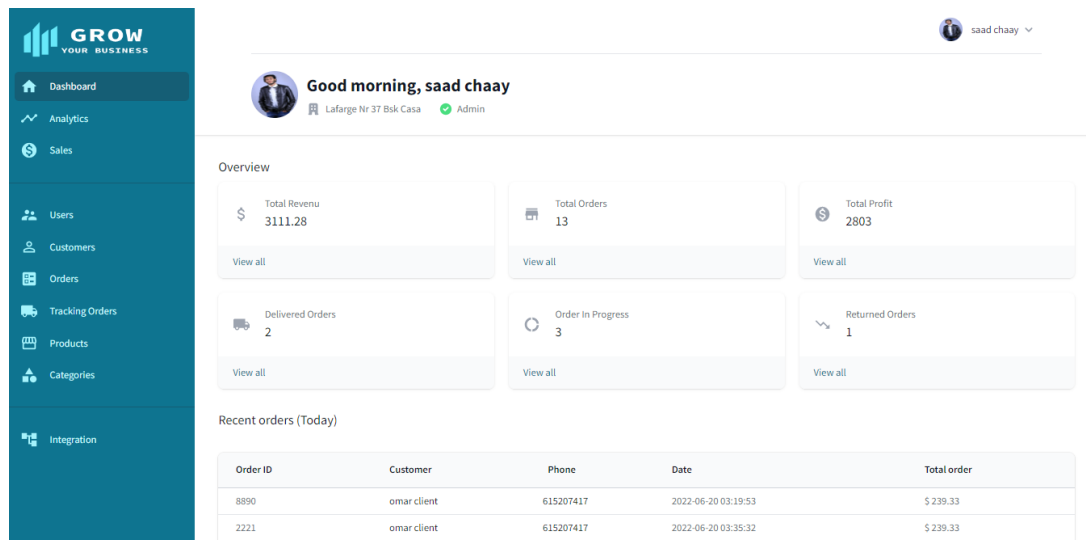 GROW
YOUR BUSINESS
saad chaay
Dashboard
Analytics
Sales
Users
Customers
Orders
Tracking Orders
Products
Categories
Integration
Good morning, saad chaay
Lafarge Nr 37 Bsk Casa Admin
Overview
Total Revenu
3111.28
View all
Total Orders
13
View all
Total Profit
2803
View all
Delivered Orders
2
View all
Order In Progress
3
View all
Returned Orders
1
View all
Recent orders (Today)
Order ID Customer Phone Date Total order
8890 omar client 615207417 2022-06-20 03:19:53 $ 239.33
2221 omar client 615207417 2022-06-20 03:35:32 $ 239.33